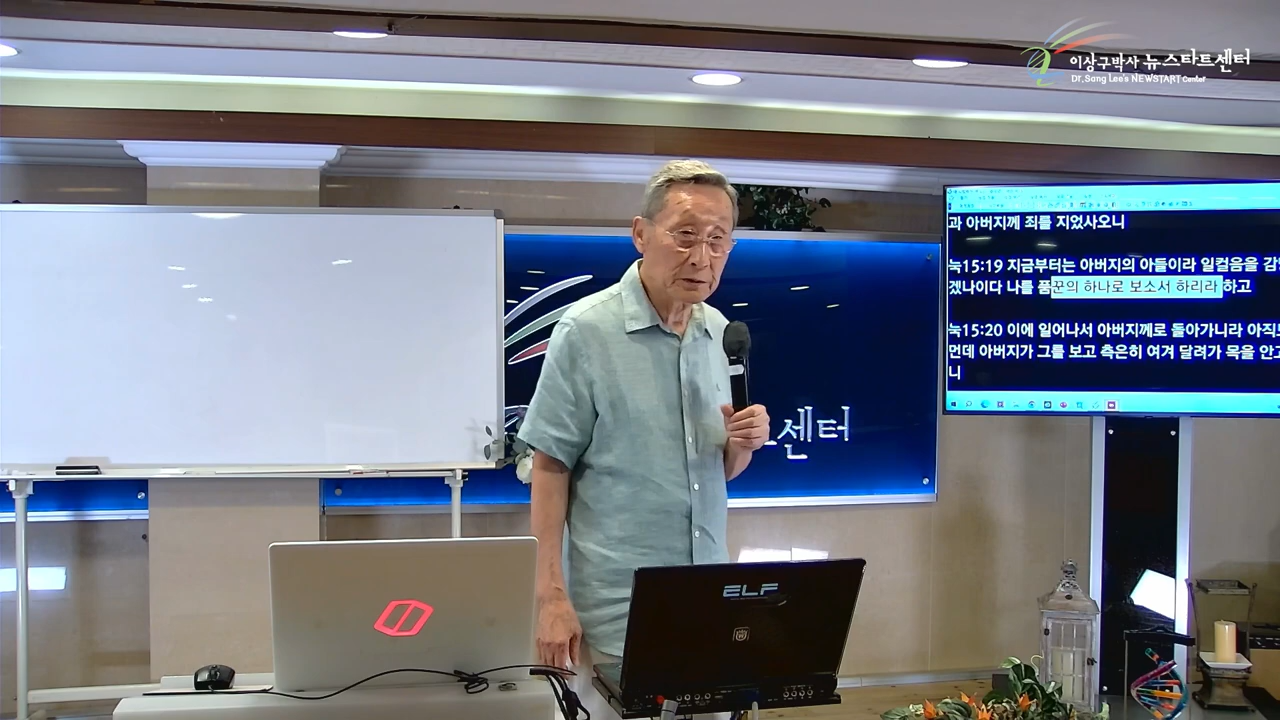 이상구박사 뉴스타트센터
Dr. Sang Lee's NEWSTART Center
과 아버지께 죄를 지었사오니
눅15:19 지금부터는 아버지의 아들이라 일컬음을 감
겠나이다 나를 품꾼의 하나로 보소서 하리라 하고
눅15:20 이에 일어나서 아버지께로 돌아가니라 아직
먼데 아버지가 그를 보고 측은히 여겨 달려가 목을 안고
니
센터
ELF